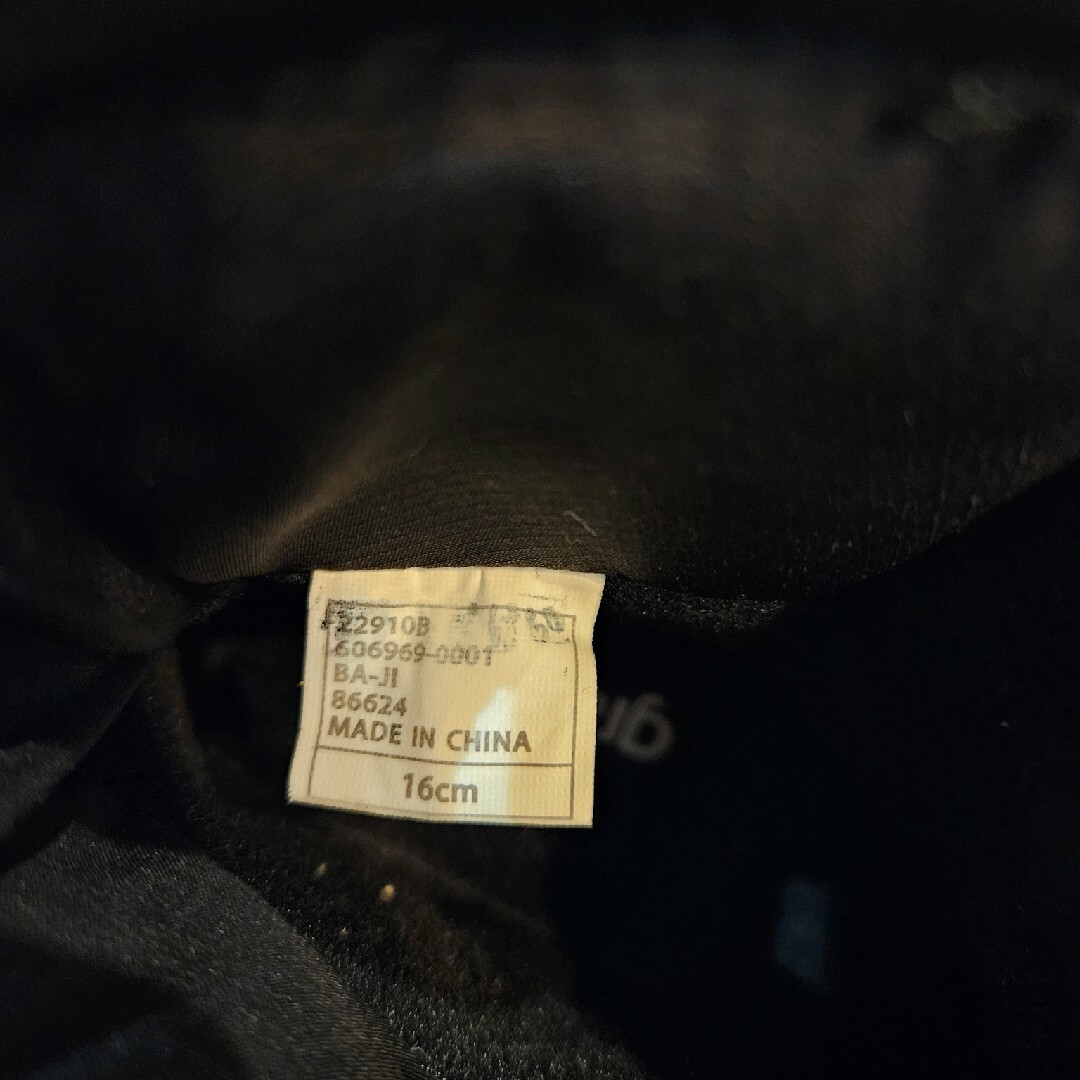 22910B
606969-0001
BA-JI
86624
MADE IN CHINA
16cm